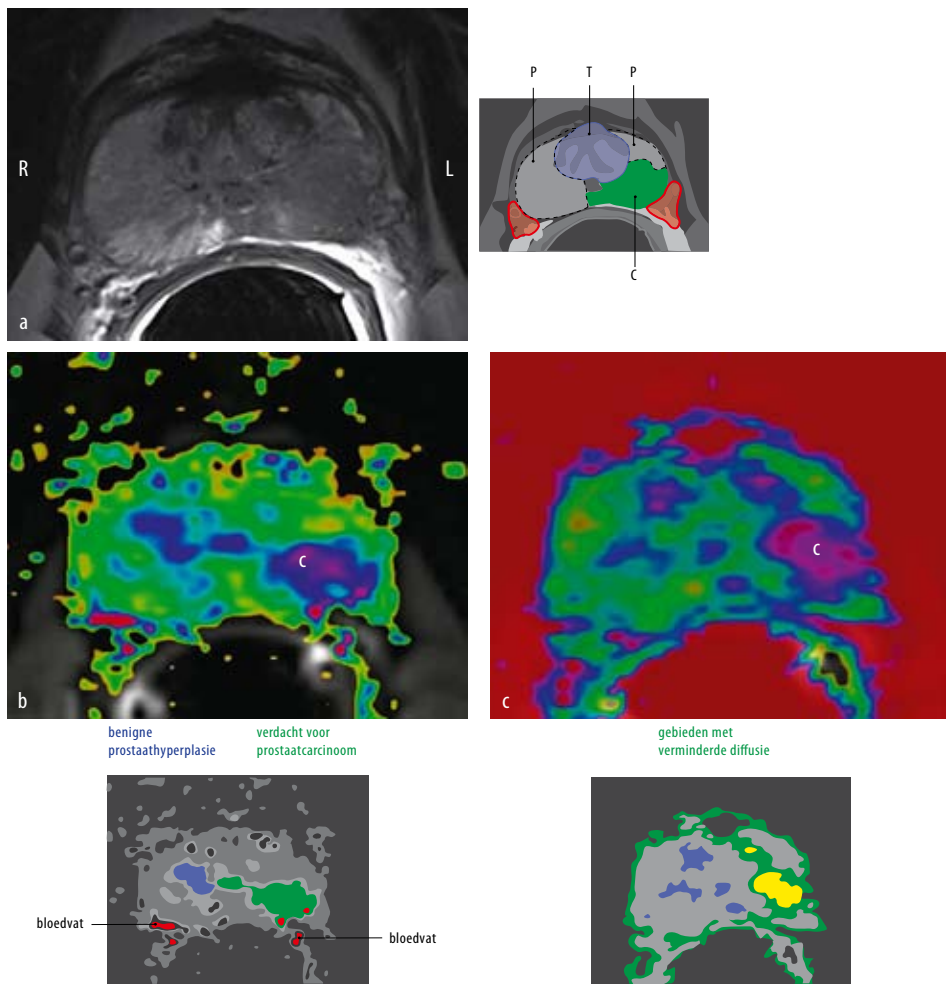 P T P
R L
a
C
C
C
b c
benigne
prostaathyperplasie
verdacht voor
prostaatcarcinoom
gebieden met
verminderde diffusie
bloedvat
bloedvat